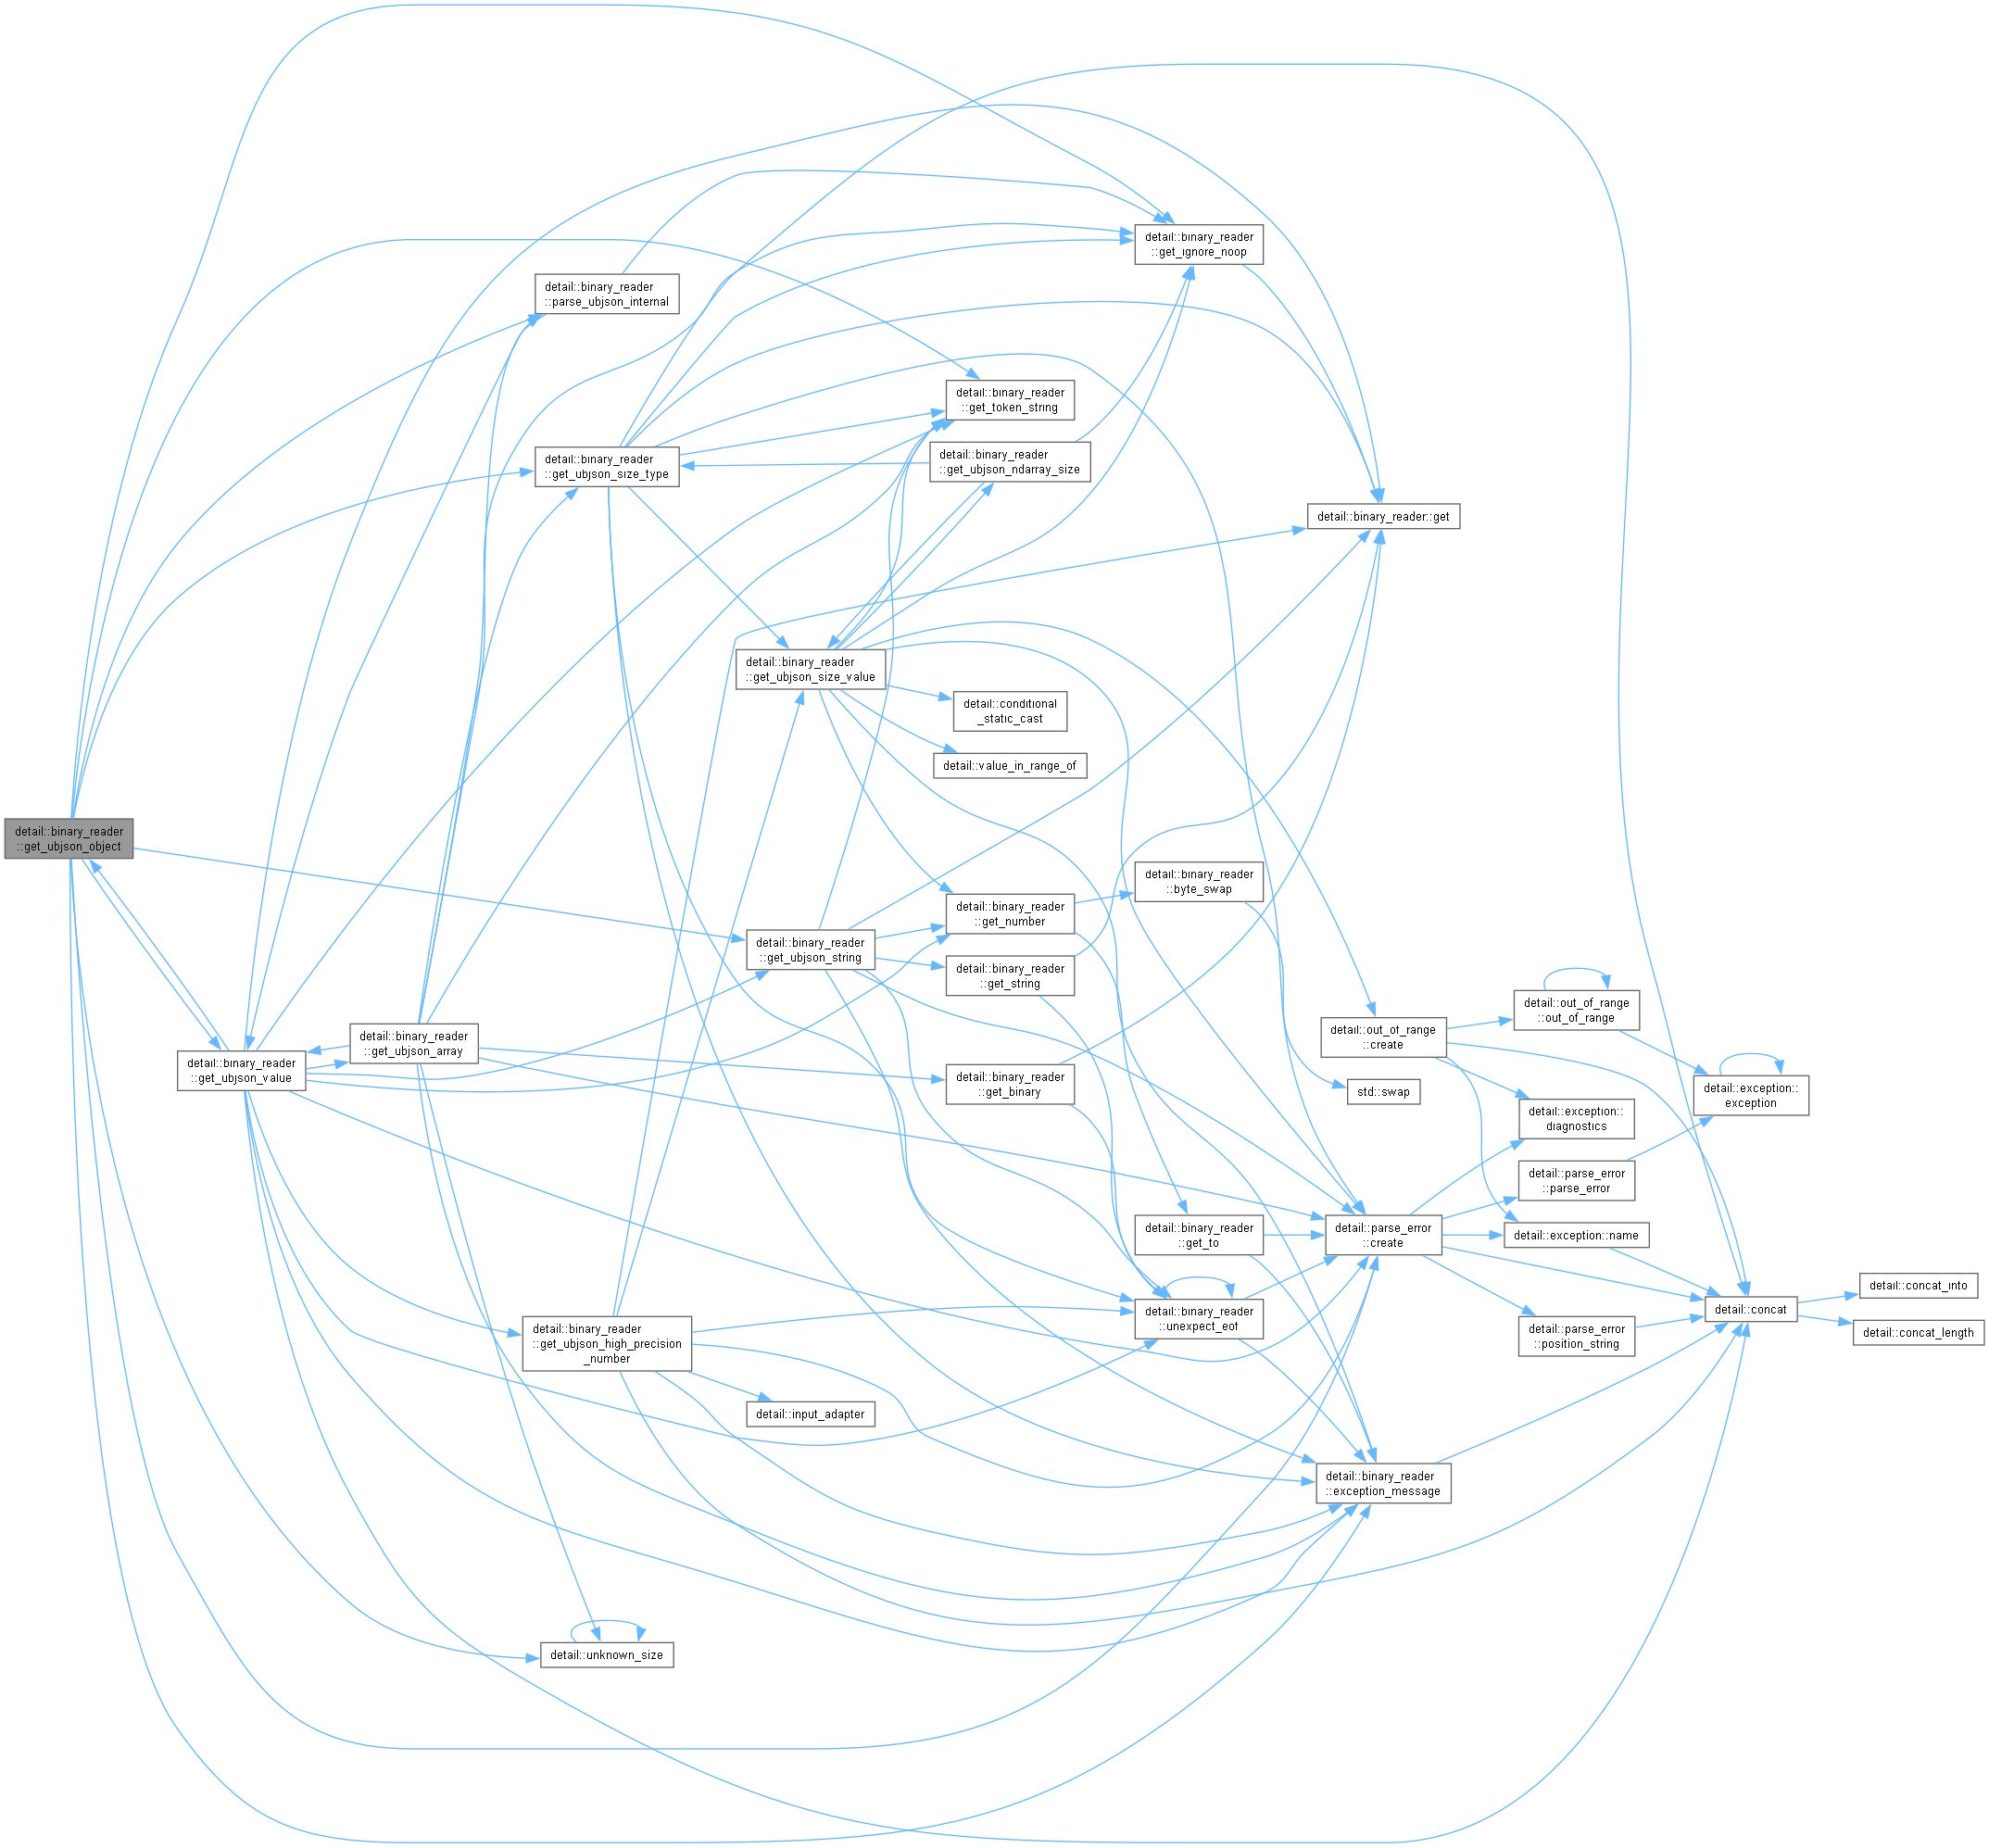 detail::binary_reader
::get_ubjson_object
detail::binary_reader
::get_ubjson_value
detail::binary_reader
::get_ubjson_array
detail::binary_reader
::parse_ubjson_internal
detail::binary_reader
::get_ubjson_size_type
detail::binary_reader
::get_ubjson_high_precision
_number
detail::unknown_size
detail::binary_reader
::get_ubjson_size_value
detail::binary_reader
::get_ubjson_string
detail::input_adapter
detail::binary_reader
::get_token_string
detail::binary_reader
::get_ubjson_ndarray_size
detail::conditional
_static_cast
detail::value_in_range_of
detail::binary_reader
::get_number
detail::binary_reader
::get_string
detail::binary_reader
::get_binary
detail::binary_reader
::get_ignore_noop
detail::binary_reader
::byte_swap
detail::binary_reader
::get_to
detail::binary_reader
::unexpect_eof
detail::binary_reader::get
detail::out_of_range
::create
std::swap
detail::parse_error
::create
detail::binary_reader
::exception_message
detail::out_of_range
::out_of_range
detail::exception::
diagnostics
detail::parse_error
::parse_error
detail::exception::name
detail::parse_error
::position_string
detail::exception::
exception
detail::concat
detail::concat_into
detail::concat_length